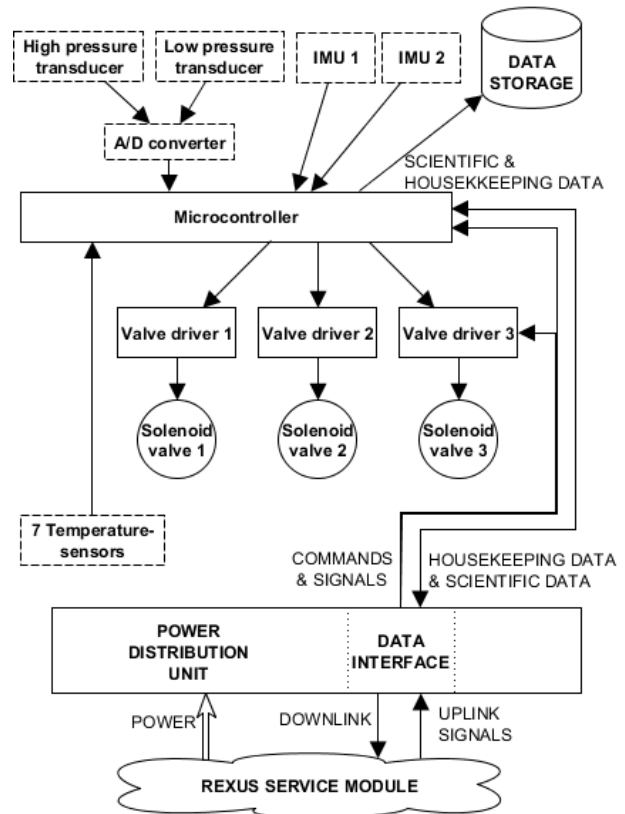 High pressure
transducer
Low pressure
transducer
IMU 1
IMU 2
DATA
STORAGE
A/D converter
SCIENTIFIC &
HOUSEKKEEPING DATA
Microcontroller
Valve driver 1
Valve driver 2
Valve driver 3
Solenoid
valve 1
Solenoid
valve 2
Solenoid
valve 3
7 Temperature-
sensors
COMMANDS
& SIGNALS
HOUSEKEEPING DATA
& SCIENTIFIC DATA
POWER
DISTRIBUTION
UNIT
DATA
INTERFACE
POWER
DOWNLINK
UPLINK
SIGNALS
REXUS SERVICE MODULE